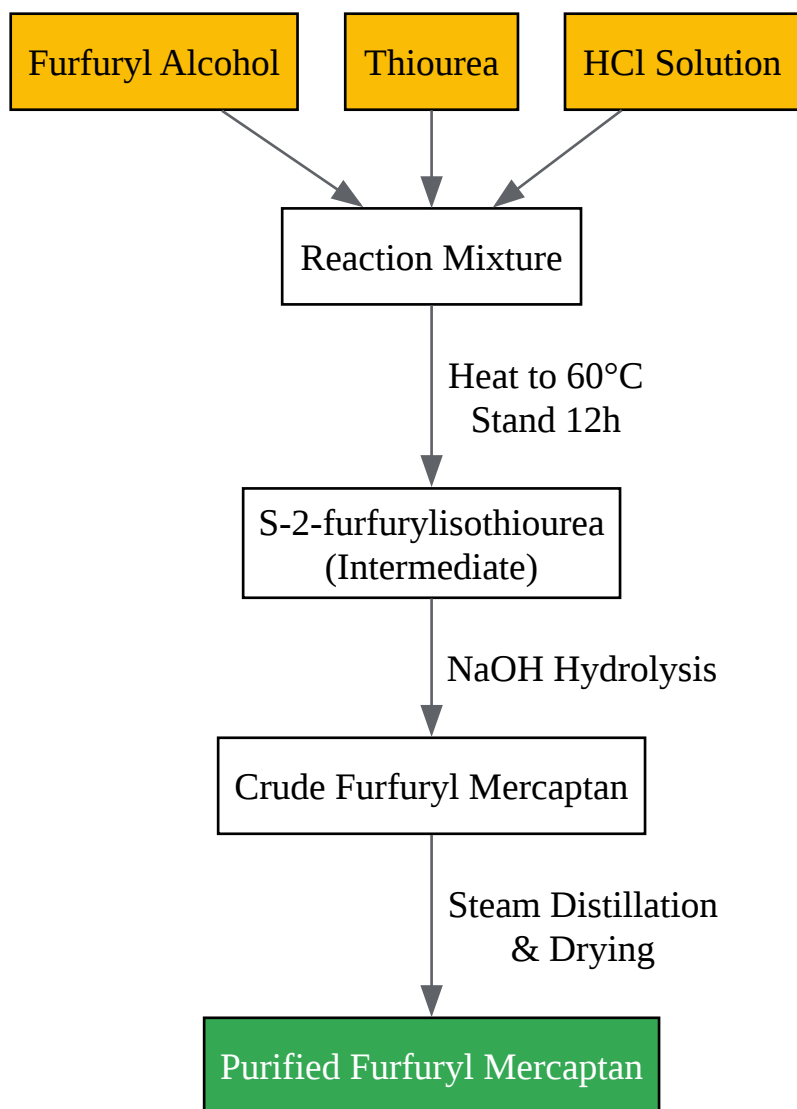 Furfuryl Alcohol
Thiourea
HCl Solution
Reaction Mixture
Heat to 60°C
Stand 12h
S-2-furfurylisothiourea
(Intermediate)
NaOH Hydrolysis
Crude Furfuryl Mercaptan
Steam Distillation
& Drying
Purified Furfuryl Mercaptan